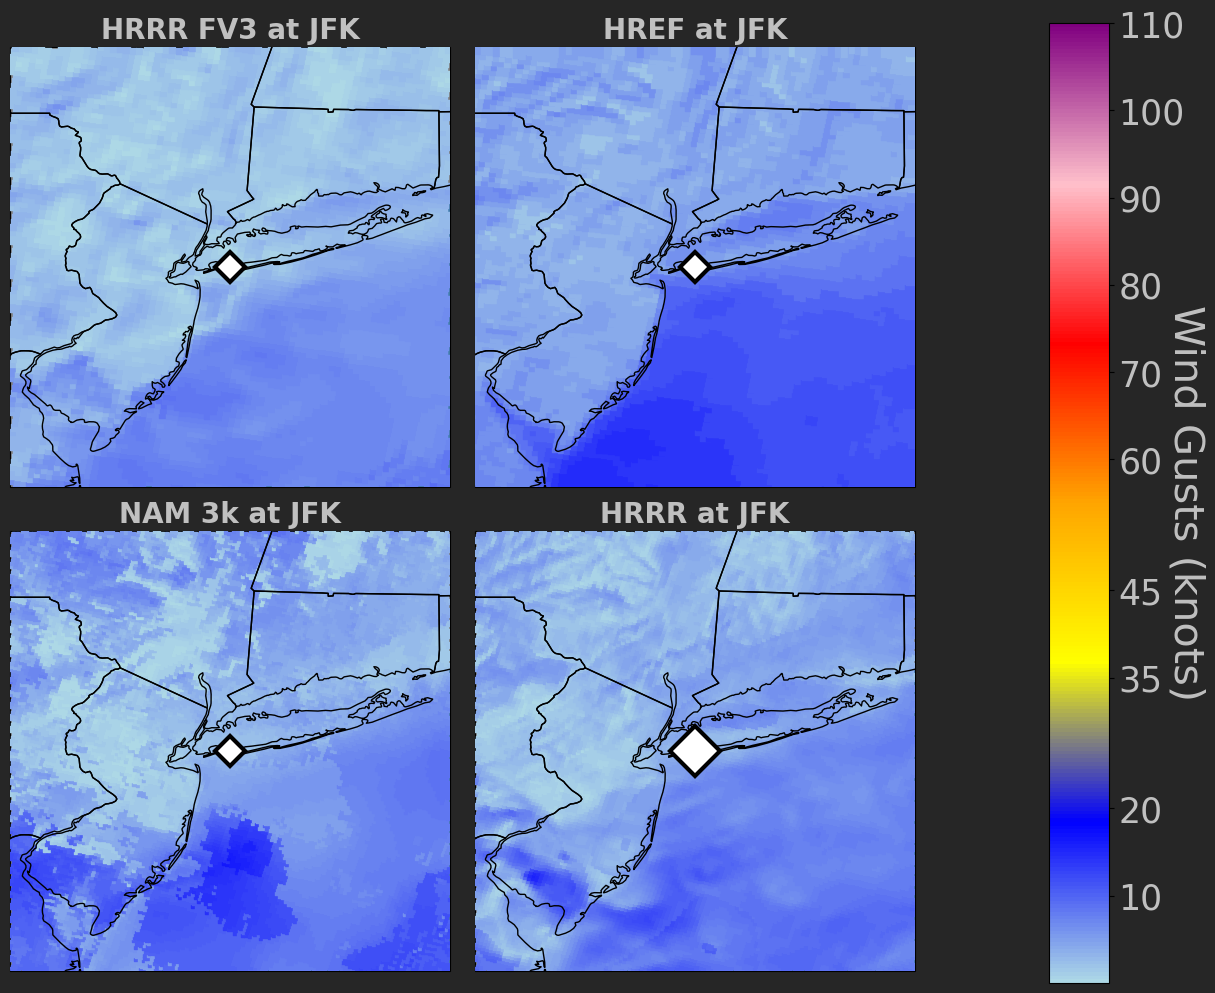 HRRR FV3 at JFK
HREF at JFK
NAM 3k at JFK
HRRR at JFK
110
100
90
80
70
60
45
35
20
10
Wind Gusts (knots)